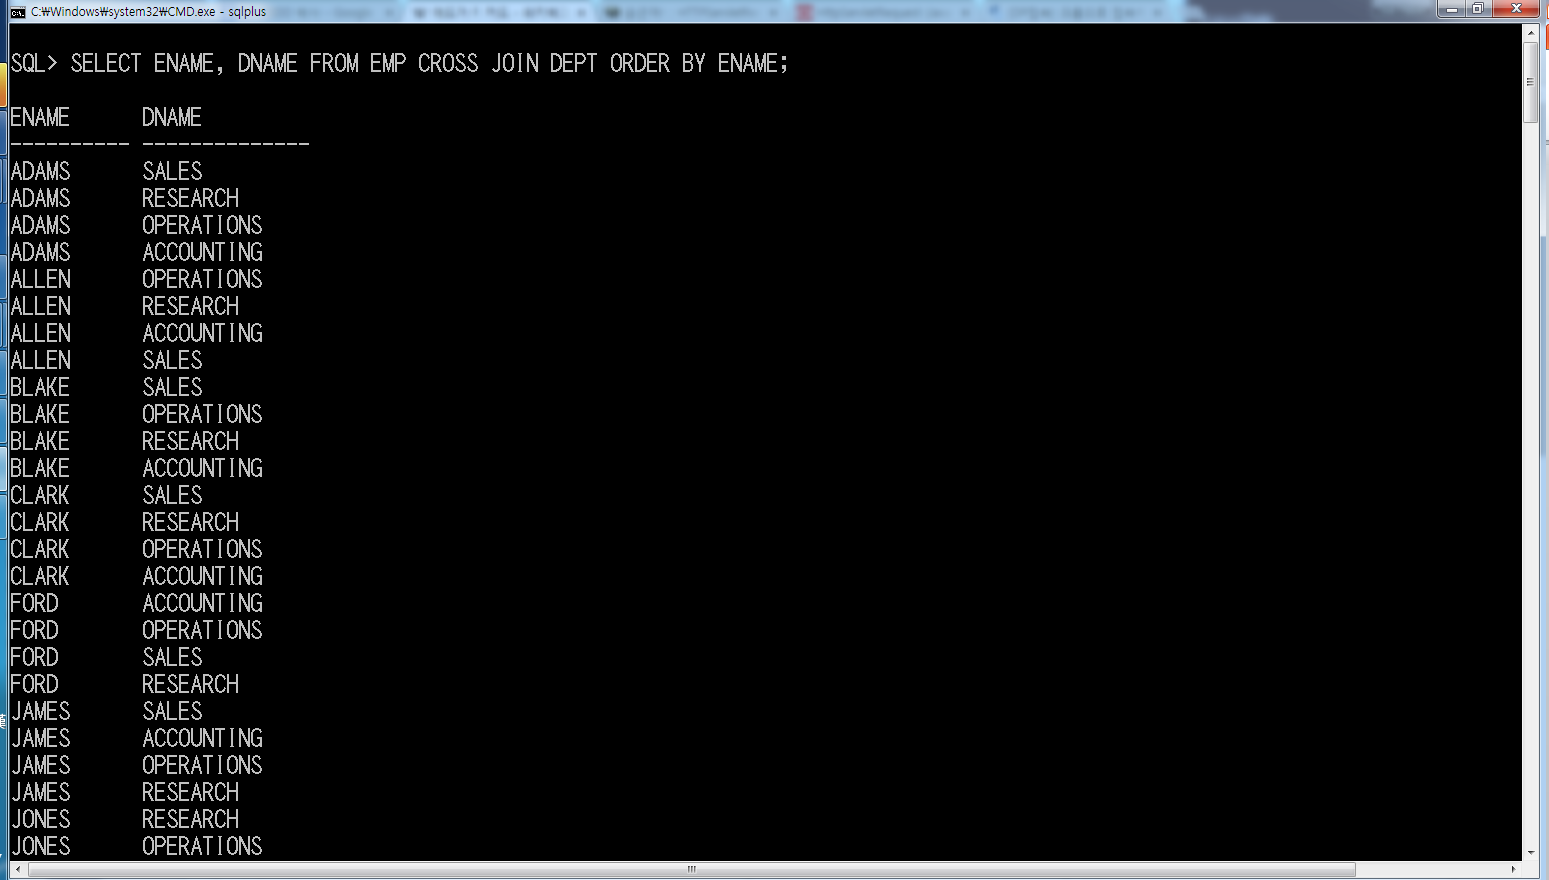 C:₩Windows₩system32₩CMD.exe - sqlplus
SQL> SELECT ENAME, DNAME FROM EMP CROSS JOIN DEPT ORDER BY ENAME;
ENAME      DNAME
---------- --------------
ADAMS      SALES
ADAMS      RESEARCH
ADAMS      OPERATIONS
ADAMS      ACCOUNTING
ALLEN      OPERATIONS
ALLEN      RESEARCH
ALLEN      ACCOUNTING
ALLEN      SALES
BLAKE      SALES
BLAKE      OPERATIONS
BLAKE      RESEARCH
BLAKE      ACCOUNTING
CLARK      SALES
CLARK      RESEARCH
CLARK      OPERATIONS
CLARK      ACCOUNTING
FORD       ACCOUNTING
FORD       OPERATIONS
FORD       SALES
FORD       RESEARCH
JAMES      SALES
JAMES      ACCOUNTING
JAMES      OPERATIONS
JAMES      RESEARCH
JONES      RESEARCH
JONES      OPERATIONS